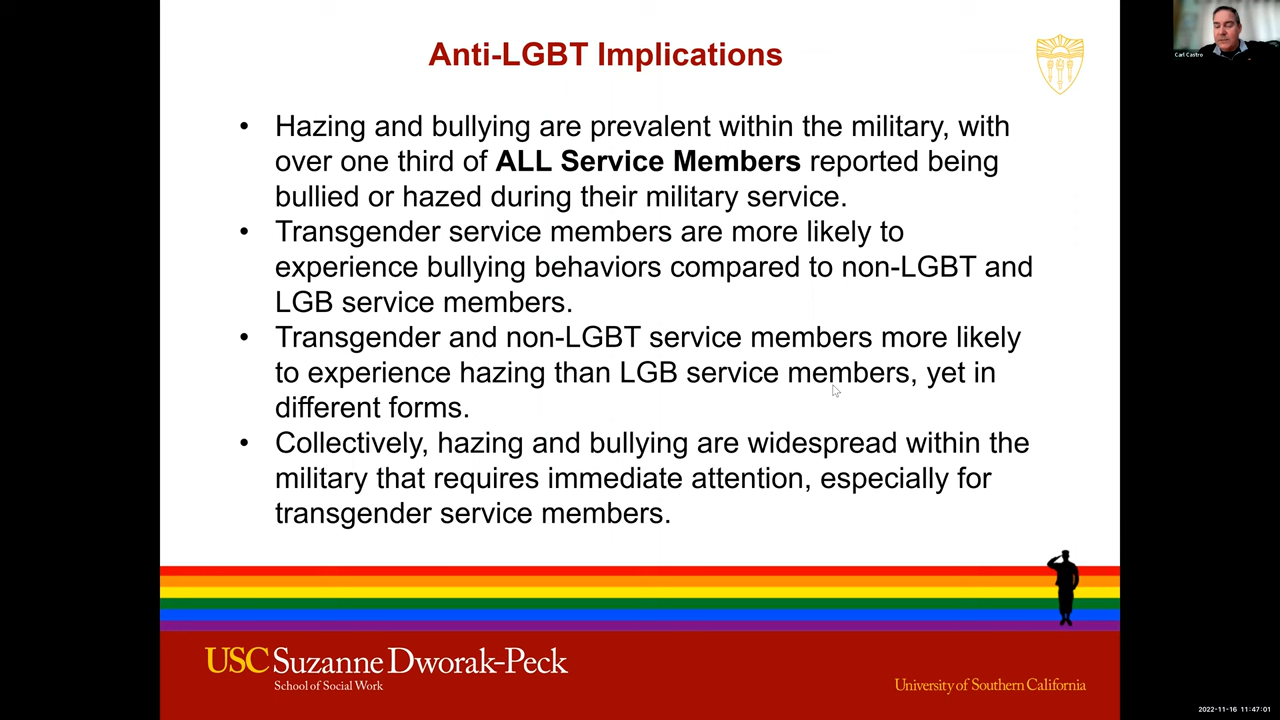 Anti-LGBT Implications
Carl Castro
• Hazing and bullying are prevalent within the military, with
over one third of ALL Service Members reported being
bullied or hazed during their military service.
• Transgender service members are more likely to
experience bullying behaviors compared to non-LGBT and
LGB service members.
• Transgender and non-LGBT service members more likely
to experience hazing than LGB service members, yet in
different forms.
• Collectively, hazing and bullying are widespread within the
military that requires immediate attention, especially for
transgender service members.
USC Suzanne Dworak-Peck
School of Social Work
University of Southern California
2022-11-16 11:47:01